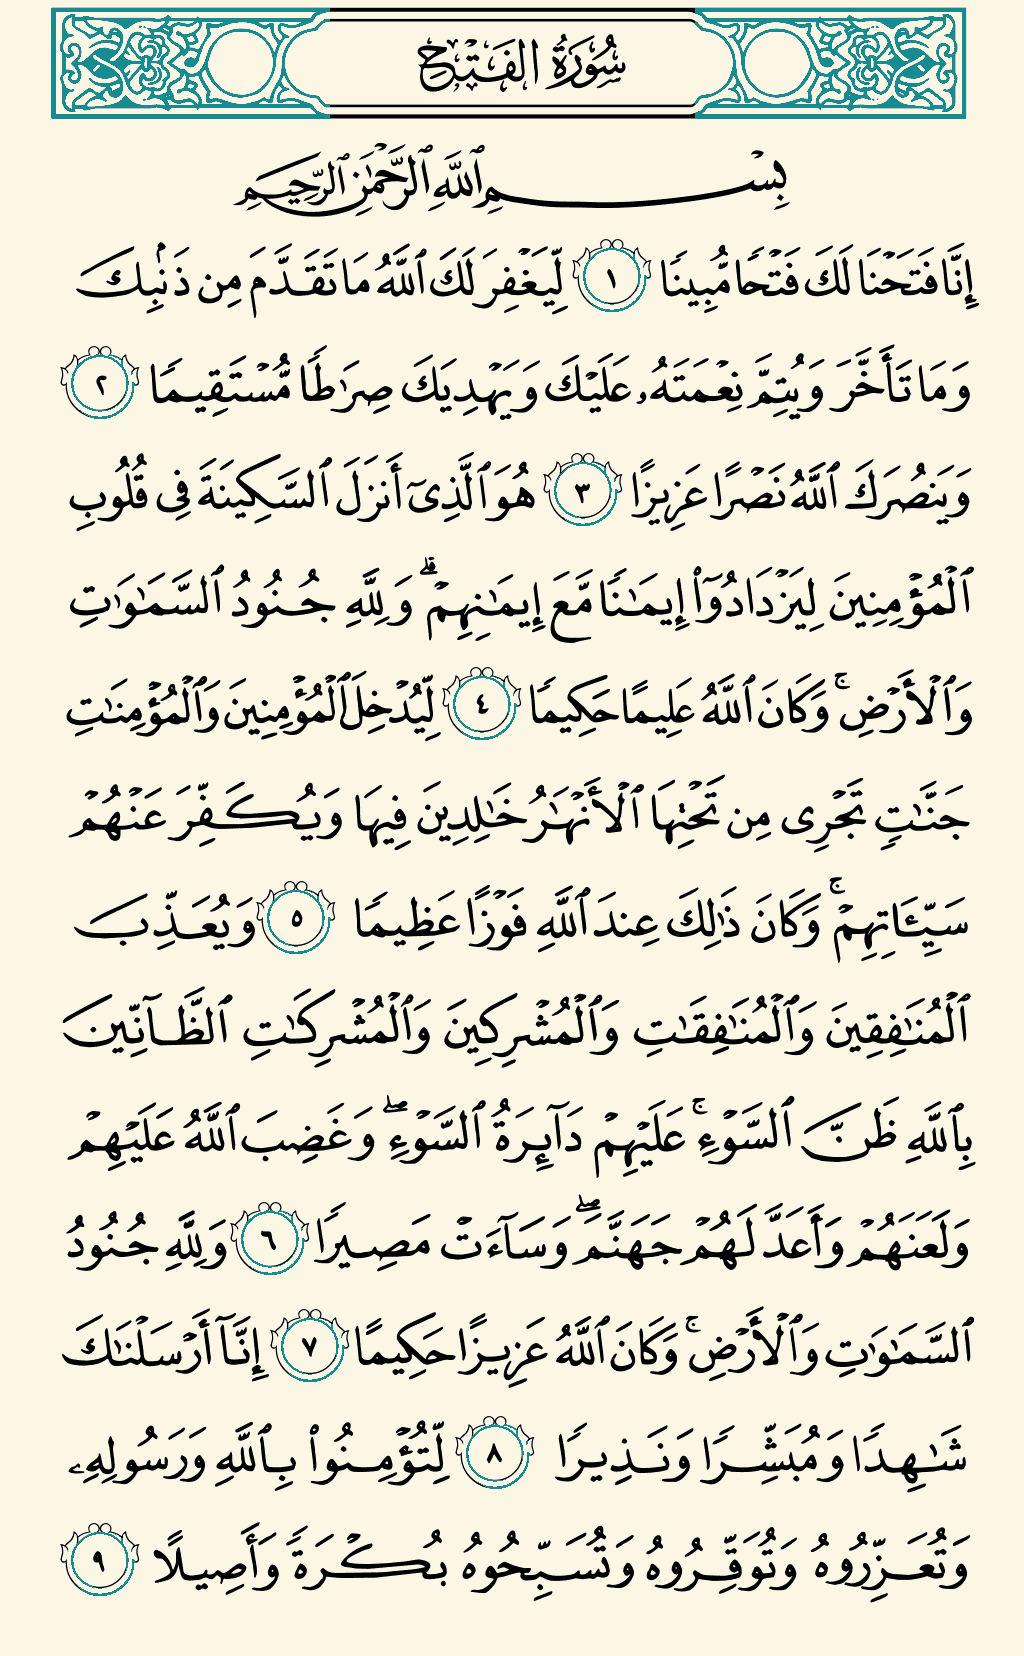 سُورَةُ الفَتْحِ
بِسْمِ ٱللَّهِ ٱلرَّحْمَٰنِ ٱلرَّحِيمِ
إِنَّا فَتَحْنَا لَكَ فَتْحًا مُّبِينًا ١ لِّيَغْفِرَ لَكَ ٱللَّهُ مَا تَقَدَّمَ مِن ذَنۢبِكَ
وَمَا تَأَخَّرَ وَيُتِمَّ نِعْمَتَهُۥ عَلَيْكَ وَيَهْدِيَكَ صِرَٰطًا مُّسْتَقِيمًا ٢
وَيَنصُرَكَ ٱللَّهُ نَصْرًا عَزِيزًا ٣ هُوَ ٱلَّذِىٓ أَنزَلَ ٱلسَّكِينَةَ فِى قُلُوبِ
ٱلْمُؤْمِنِينَ لِيَزْدَادُوٓا۟ إِيمَٰنًا مَّعَ إِيمَٰنِهِمْ ۗ وَلِلَّهِ جُنُودُ ٱلسَّمَٰوَٰتِ
وَٱلْأَرْضِ ۚ وَكَانَ ٱللَّهُ عَلِيمًا حَكِيمًا ٤ لِّيُدْخِلَ ٱلْمُؤْمِنِينَ وَٱلْمُؤْمِنَٰتِ
جَنَّٰتٍ تَجْرِى مِن تَحْتِهَا ٱلْأَنْهَٰرُ خَٰلِدِينَ فِيهَا وَيُكَفِّرَ عَنْهُمْ
سَيِّـَٔاتِهِمْ ۚ وَكَانَ ذَٰلِكَ عِندَ ٱللَّهِ فَوْزًا عَظِيمًا ٥ وَيُعَذِّبَ
ٱلْمُنَٰفِقِينَ وَٱلْمُنَٰفِقَٰتِ وَٱلْمُشْرِكِينَ وَٱلْمُشْرِكَٰتِ ٱلظَّآنِّينَ
بِٱللَّهِ ظَنَّ ٱلسَّوْءِ ۚ عَلَيْهِمْ دَآئِرَةُ ٱلسَّوْءِ ۖ وَغَضِبَ ٱللَّهُ عَلَيْهِمْ
وَلَعَنَهُمْ وَأَعَدَّ لَهُمْ جَهَنَّمَ ۖ وَسَآءَتْ مَصِيرًا ٦ وَلِلَّهِ جُنُودُ
ٱلسَّمَٰوَٰتِ وَٱلْأَرْضِ ۚ وَكَانَ ٱللَّهُ عَزِيزًا حَكِيمًا ٧ إِنَّآ أَرْسَلْنَٰكَ
شَٰهِدًا وَمُبَشِّرًا وَنَذِيرًا ٨ لِّتُؤْمِنُوا۟ بِٱللَّهِ وَرَسُولِهِۦ
وَتُعَزِّرُوهُ وَتُوَقِّرُوهُ وَتُسَبِّحُوهُ بُكْرَةً وَأَصِيلًا ٩